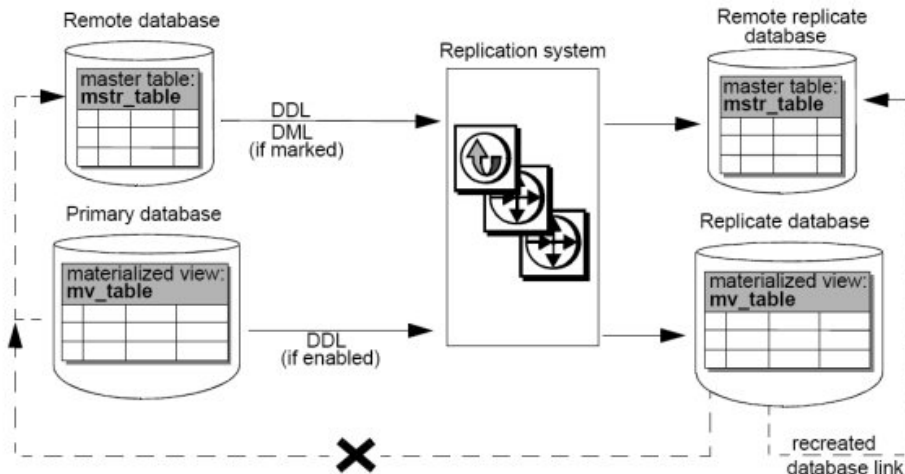 Remote database
master table:
mstr_table
DDL
DML
(if marked)
Replication system
Remote replicate
database
master table:
mstr_table
Primary database
materialized view:
mv_table
DDL
(if enabled)
Replicate database
materialized view:
mv_table
recreated
database link